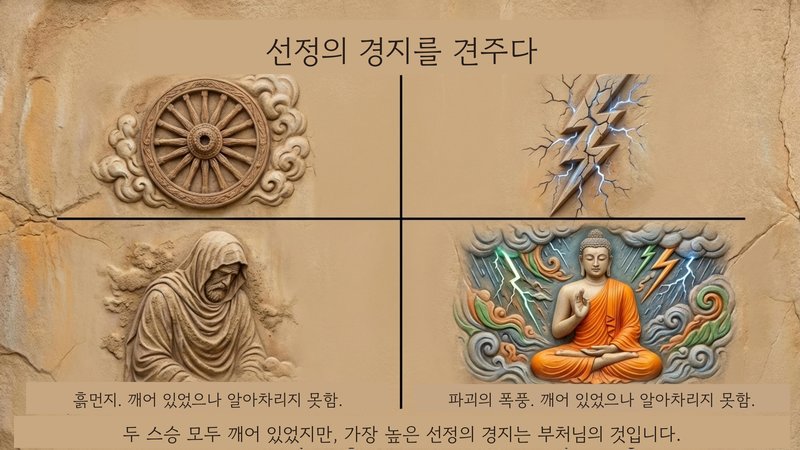 선정의 경지를 견주다
흙먼지. 깨어 있었으나 알아차리지 못함.
파괴의 폭풍. 깨어 있었으나 알아차리지 못함.
두 스승 모두 깨어 있었지만, 가장 높은 선정의 경지는 부처님의 것입니다.